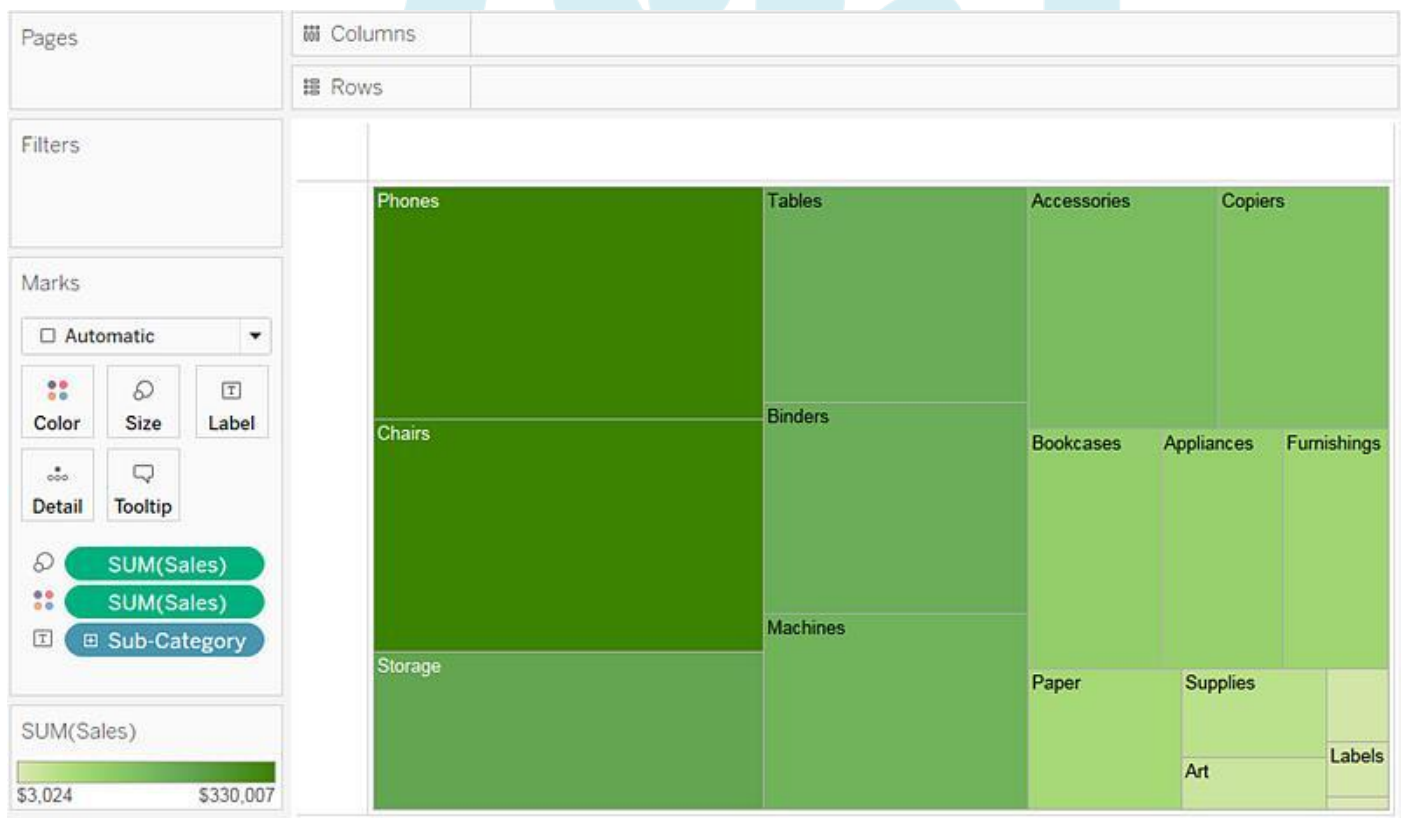 Pages
Columns
Rows
Filters
Marks
Automatic
Color Size Label
Detail Tooltip
SUM(Sales)
SUM(Sales)
Sub-Category
SUM(Sales)
$3,024 $330,007
Phones
Chairs
Storage
Tables
Binders
Machines
Accessories Copiers
Bookcases Appliances Furnishings
Paper Supplies
Art
Labels